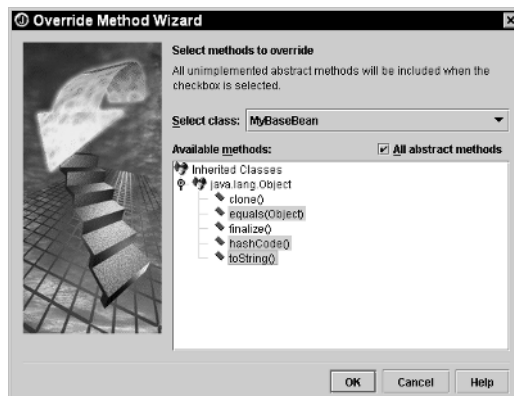 Override Method Wizard
Select methods to override
All unimplemented abstract methods will be included when the
checkbox is selected.
Select class: MyBaseBean
Available methods: All abstract methods
Inherited Classes
java.lang.Object
clone()
equals(Object)
finalize()
hashCode()
toString()
OK Cancel Help